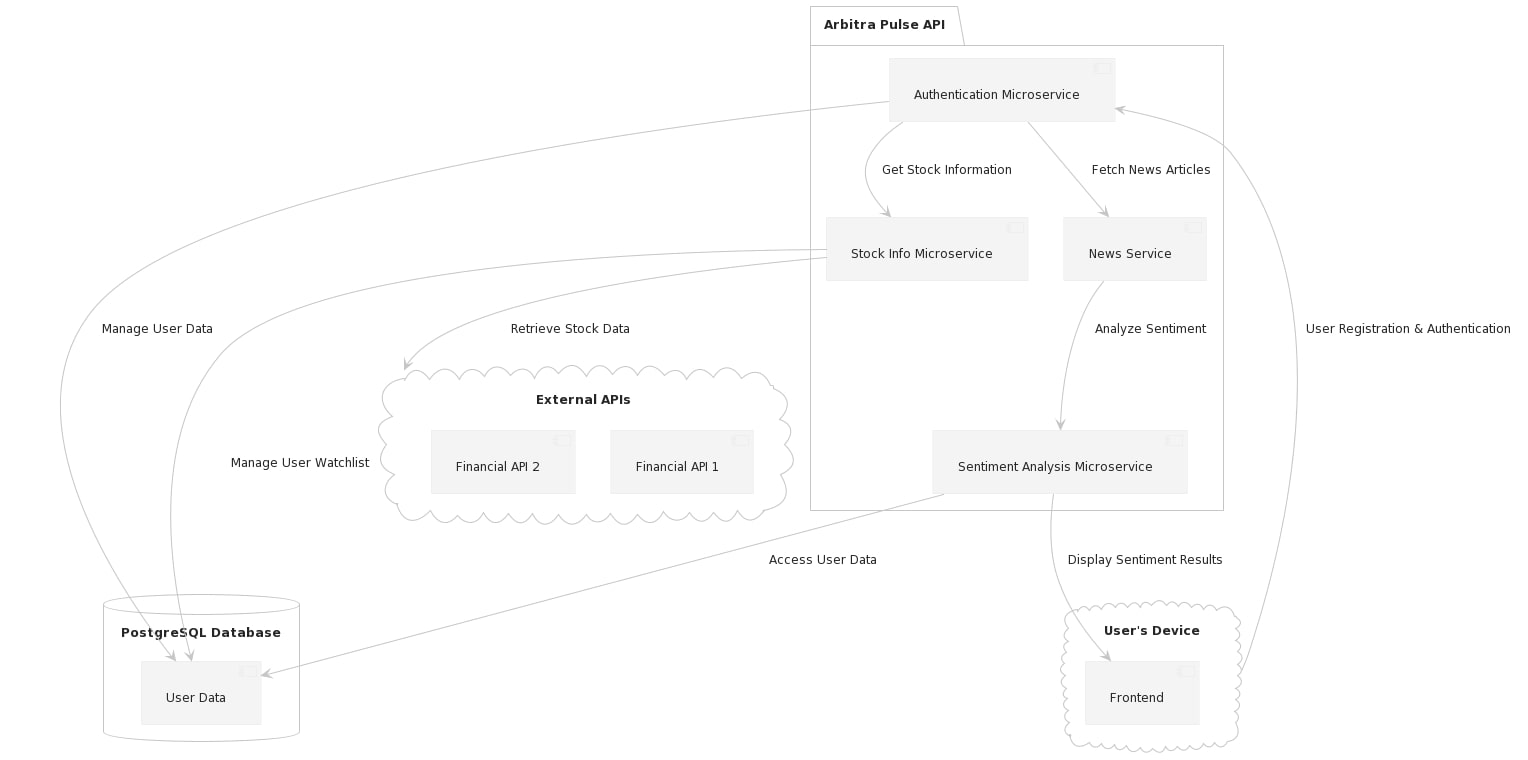 Arbitra Pulse API
Authentication Microservice
Get Stock Information
Fetch News Articles
Stock Info Microservice
News Service
Manage User Data
Retrieve Stock Data
Analyze Sentiment
User Registration & Authentication
External APIs
Manage User Watchlist
Financial API 2
Financial API 1
Sentiment Analysis Microservice
Access User Data
Display Sentiment Results
PostgreSQL Database
User's Device
User Data
Frontend